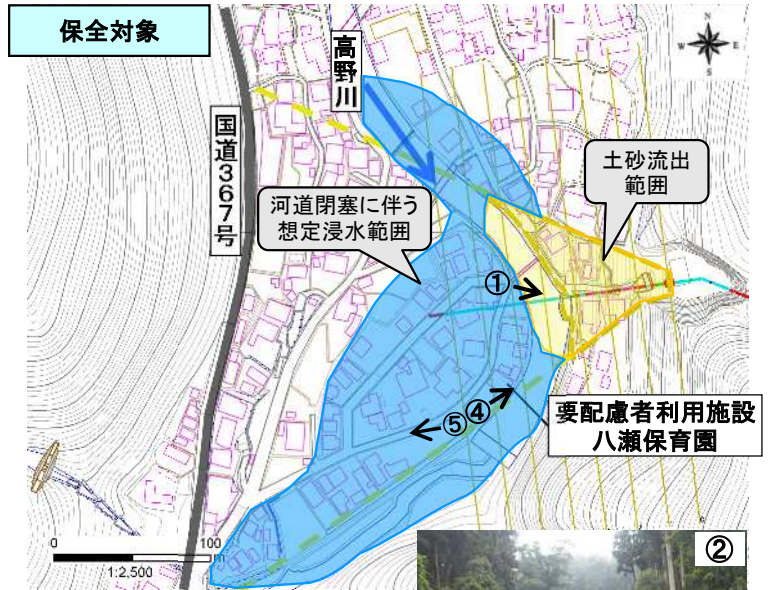 保全対象
高野川
N
W E
S
国道367号
土砂流出
範囲
河道閉塞に伴う
想定浸水範囲
①
⑤④
要配慮者利用施設
八瀬保育園
0 100
1:2,500
②